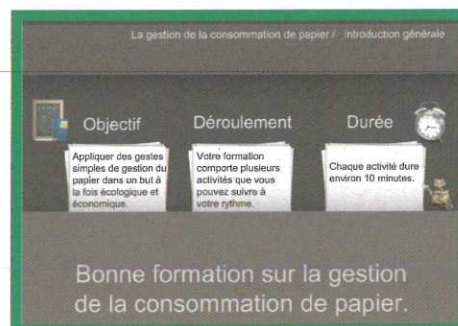 La gestion de la consommation de papier / Introduction générale
Objectif
Déroulement
Durée
Appliquer des gestes
simples de gestion du
papier dans un but à
la fois écologique et
économique.
Votre formation
comporte plusieurs
activités que vous
pouvez suivre à
votre rythme.
Chaque activité dure
environ 10 minutes.
Bonne formation sur la gestion
de la consommation de papier.